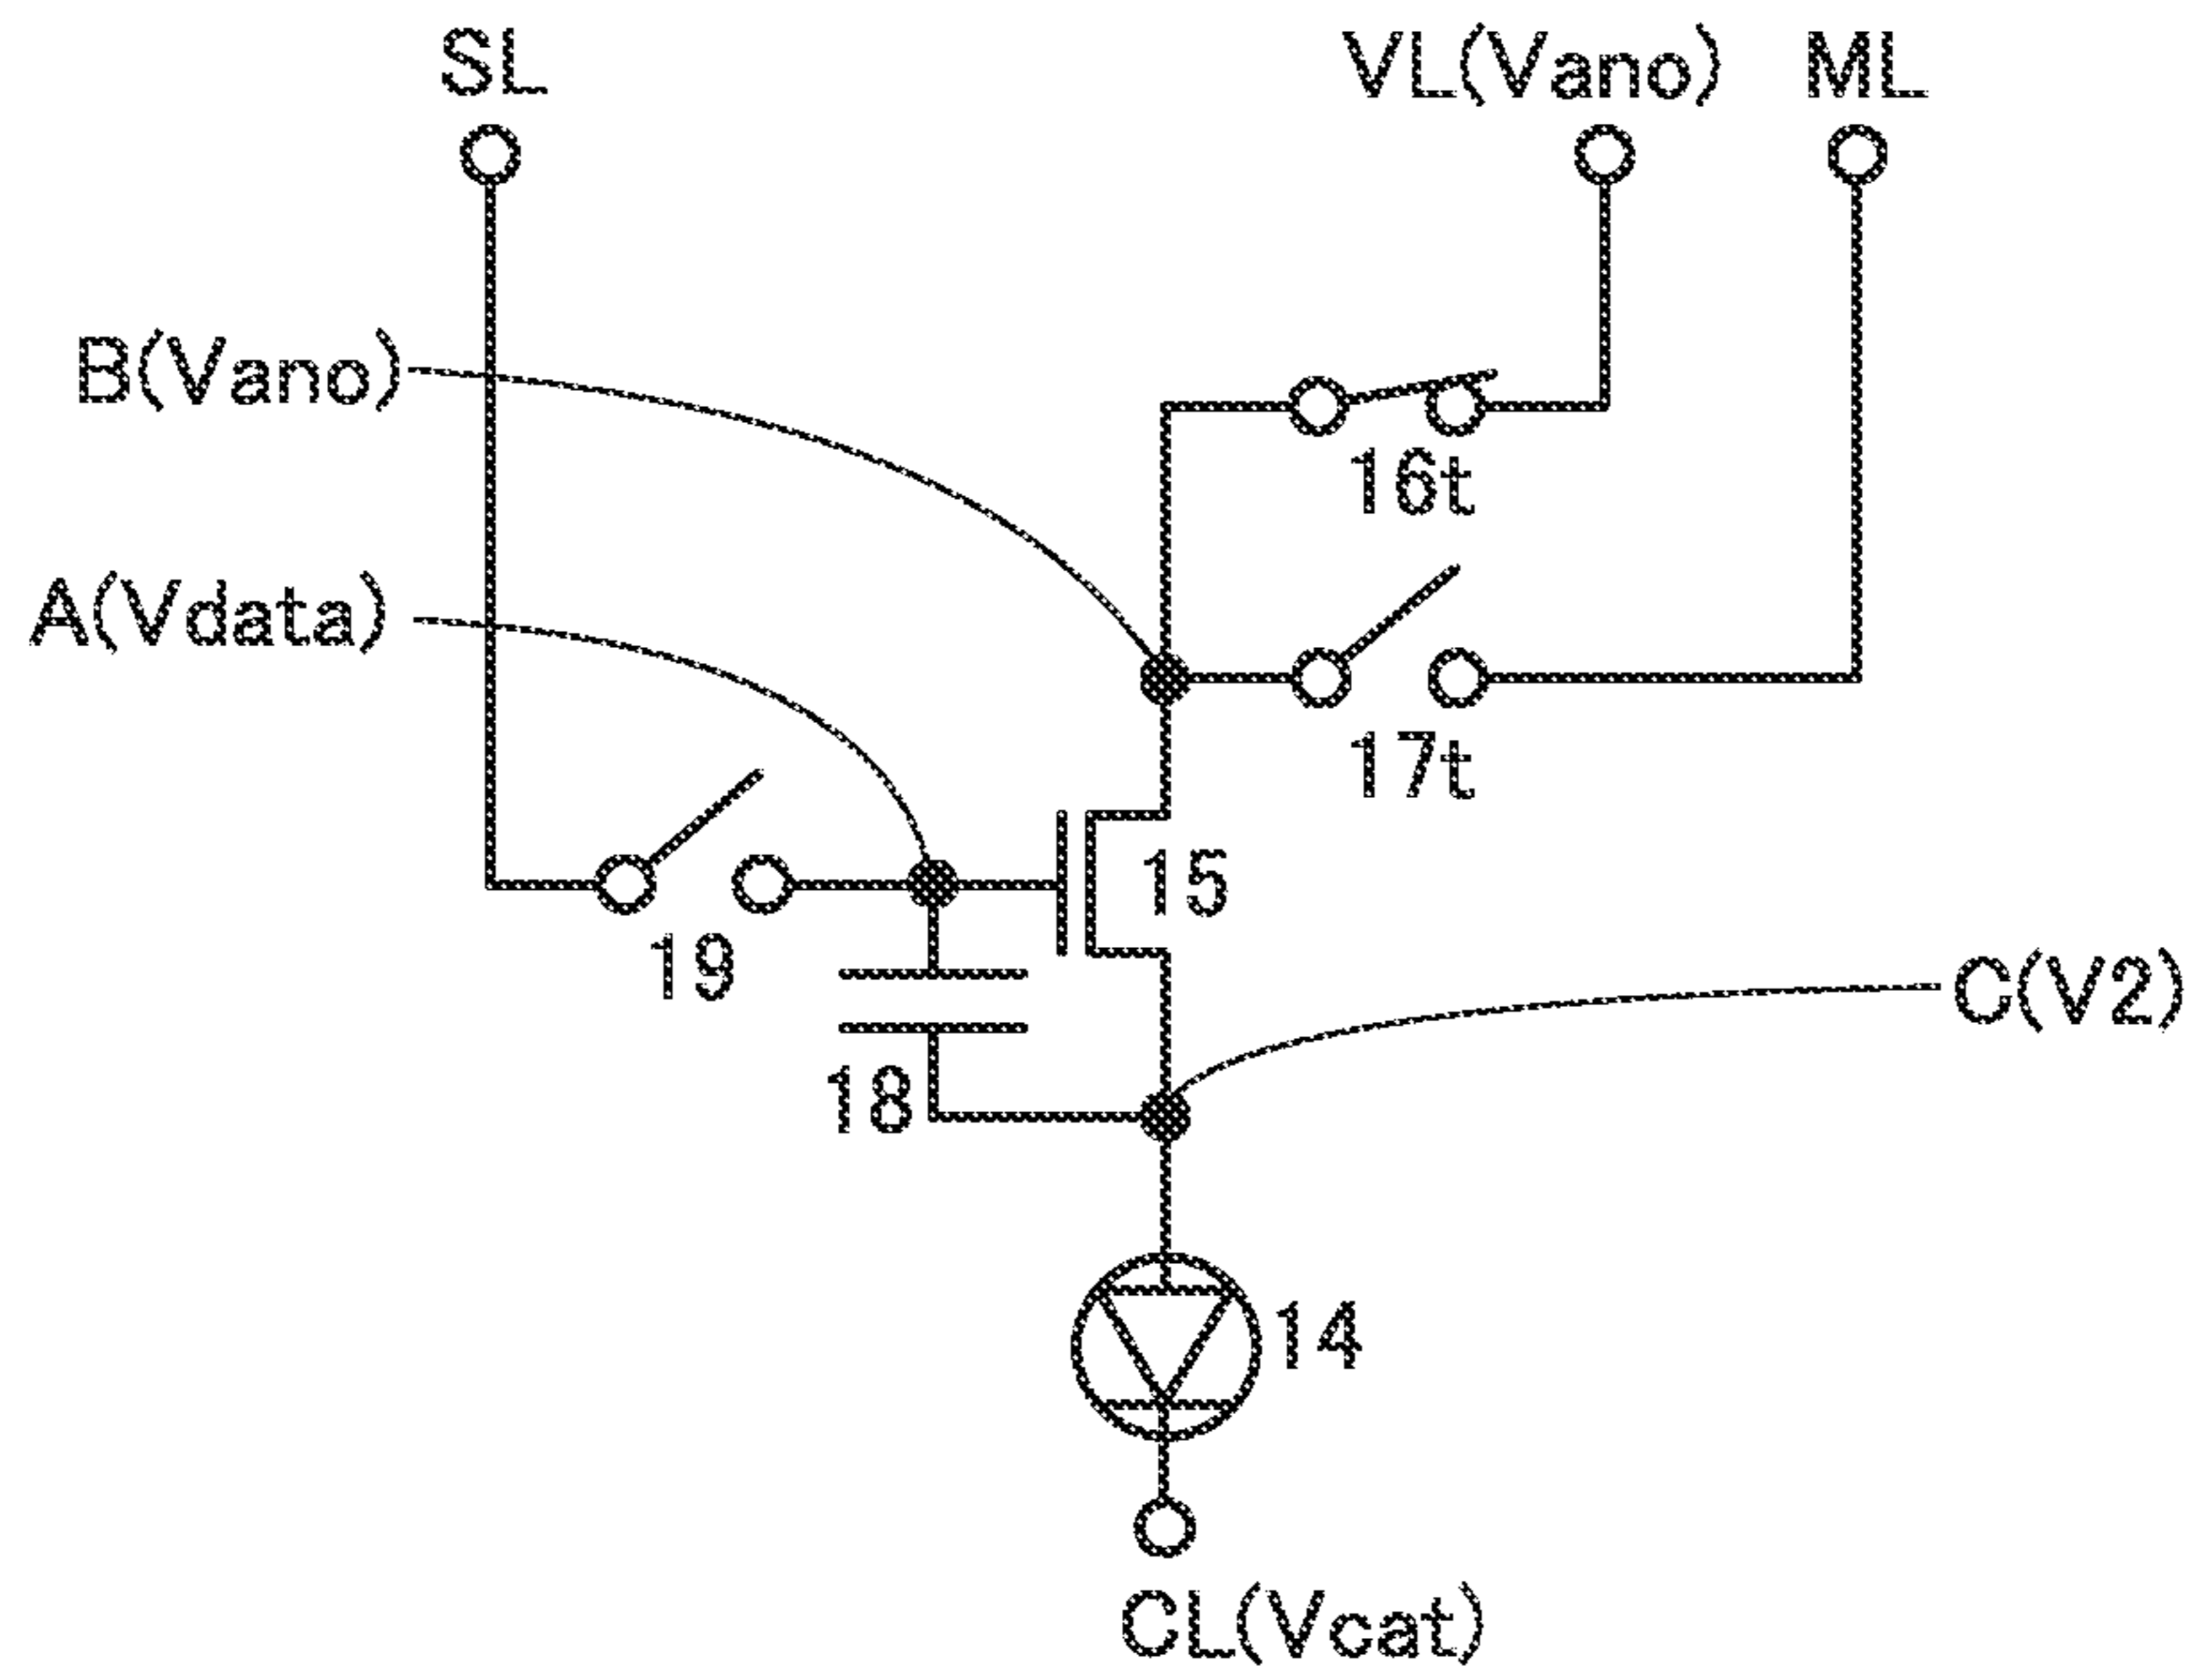 SL
VL(Vano)
ML
B(Vano)
16t
A(Vdata)
17t
15
19
C(V2)
18
14
CL(Vcat)